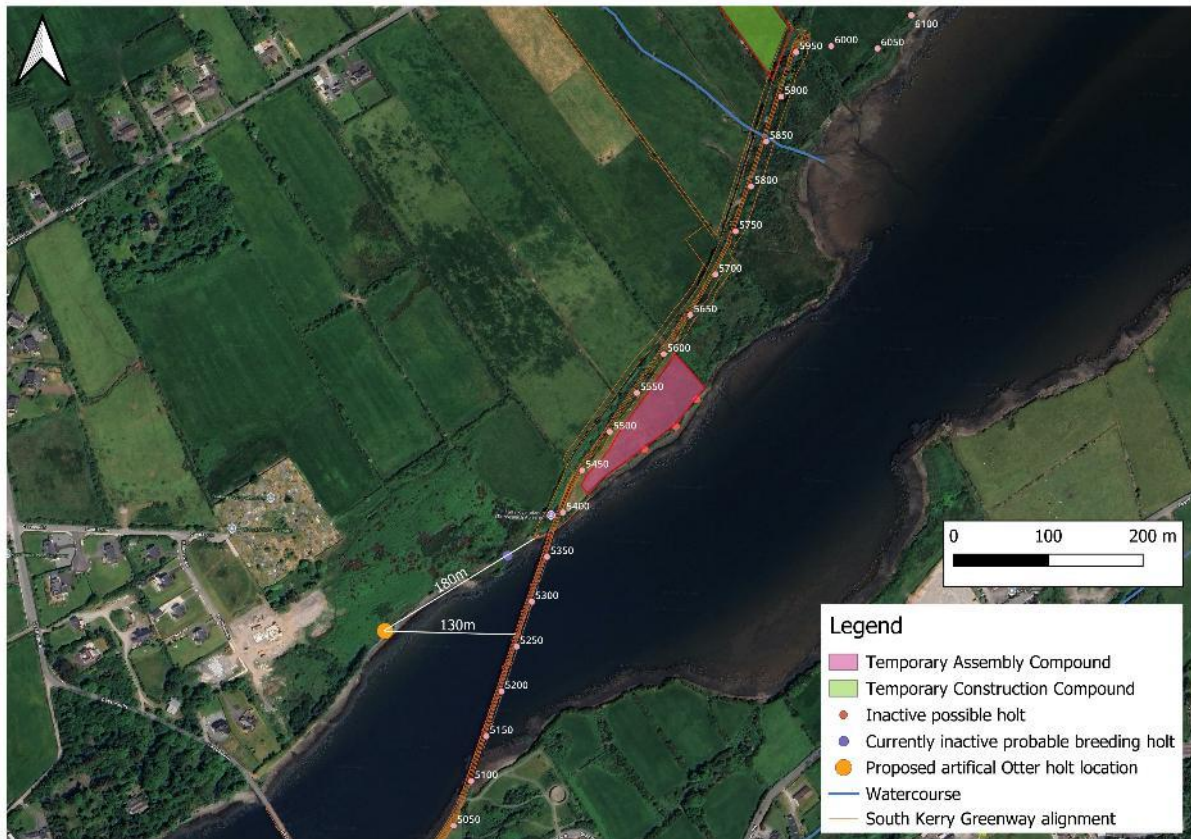 6100
6000
6050
5950
5900
5850
5800
5750
5700
5650
5600
5550
5500
5450
5400
5350
180m
5300
130m
5250
5200
5150
5100
5050
0 100 200 m
Legend
Temporary Assembly Compound
Temporary Construction Compound
Inactive possible holt
Currently inactive probable breeding holt
Proposed artifical Otter holt location
Watercourse
South Kerry Greenway alignment